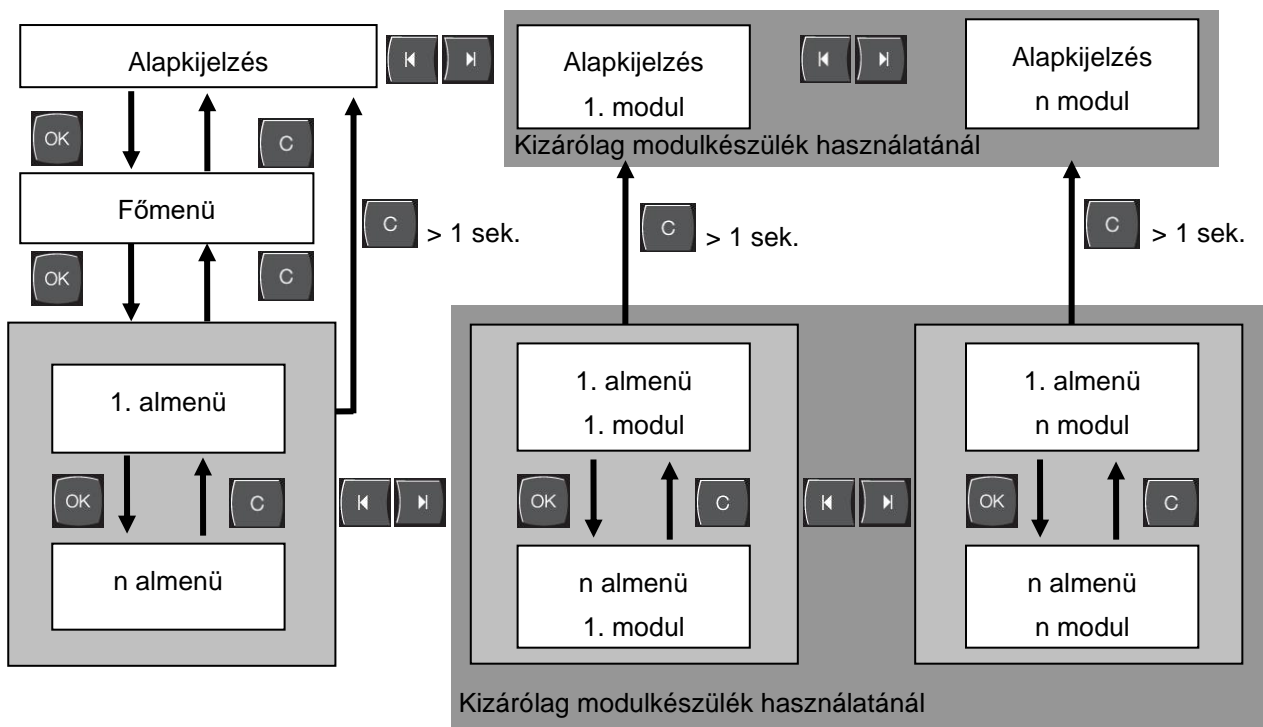 Alapkijelzés
Alapkijelzés
1. modul
Alapkijelzés
n modul
Kizárólag modulkészülék használatánál
OK
C
Főmenü
C
> 1 sek.
C
> 1 sek.
C
> 1 sek.
OK
C
1. almenü
OK
C
n almenü
1. almenü
1. modul
OK
C
n almenü
1. modul
1. almenü
n modul
OK
C
n almenü
n modul
Kizárólag modulkészülék használatánál